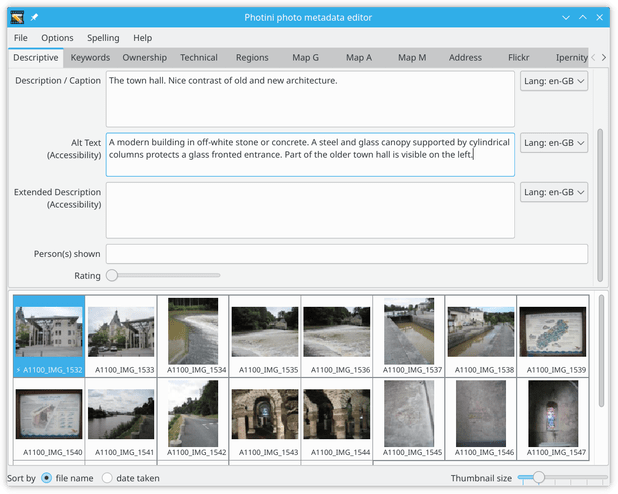 Photini photo metadata editor
File Options Spelling Help
Descriptive Keywords Ownership Technical Regions Map G Map A Map M Address Flickr Ipernity
Description / Caption
The town hall. Nice contrast of old and new architecture.
Lang: en-GB
Alt Text
(Accessibility)
A modern building in off-white stone or concrete. A steel and glass canopy supported by cylindrical
columns protects a glass fronted entrance. Part of the older town hall is visible on the left.
Lang: en-GB
Extended Description
(Accessibility)
Lang: en-GB
Person(s) shown
Rating
A1100_IMG_1532 A1100_IMG_1533 A1100_IMG_1534 A1100_IMG_1535 A1100_IMG_1536 A1100_IMG_1537 A1100_IMG_1538 A1100_IMG_1539
A1100_IMG_1540 A1100_IMG_1541 A1100_IMG_1542 A1100_IMG_1543 A1100_IMG_1544 A1100_IMG_1545 A1100_IMG_1546 A1100_IMG_1547
Sort by file name date taken Thumbnail size